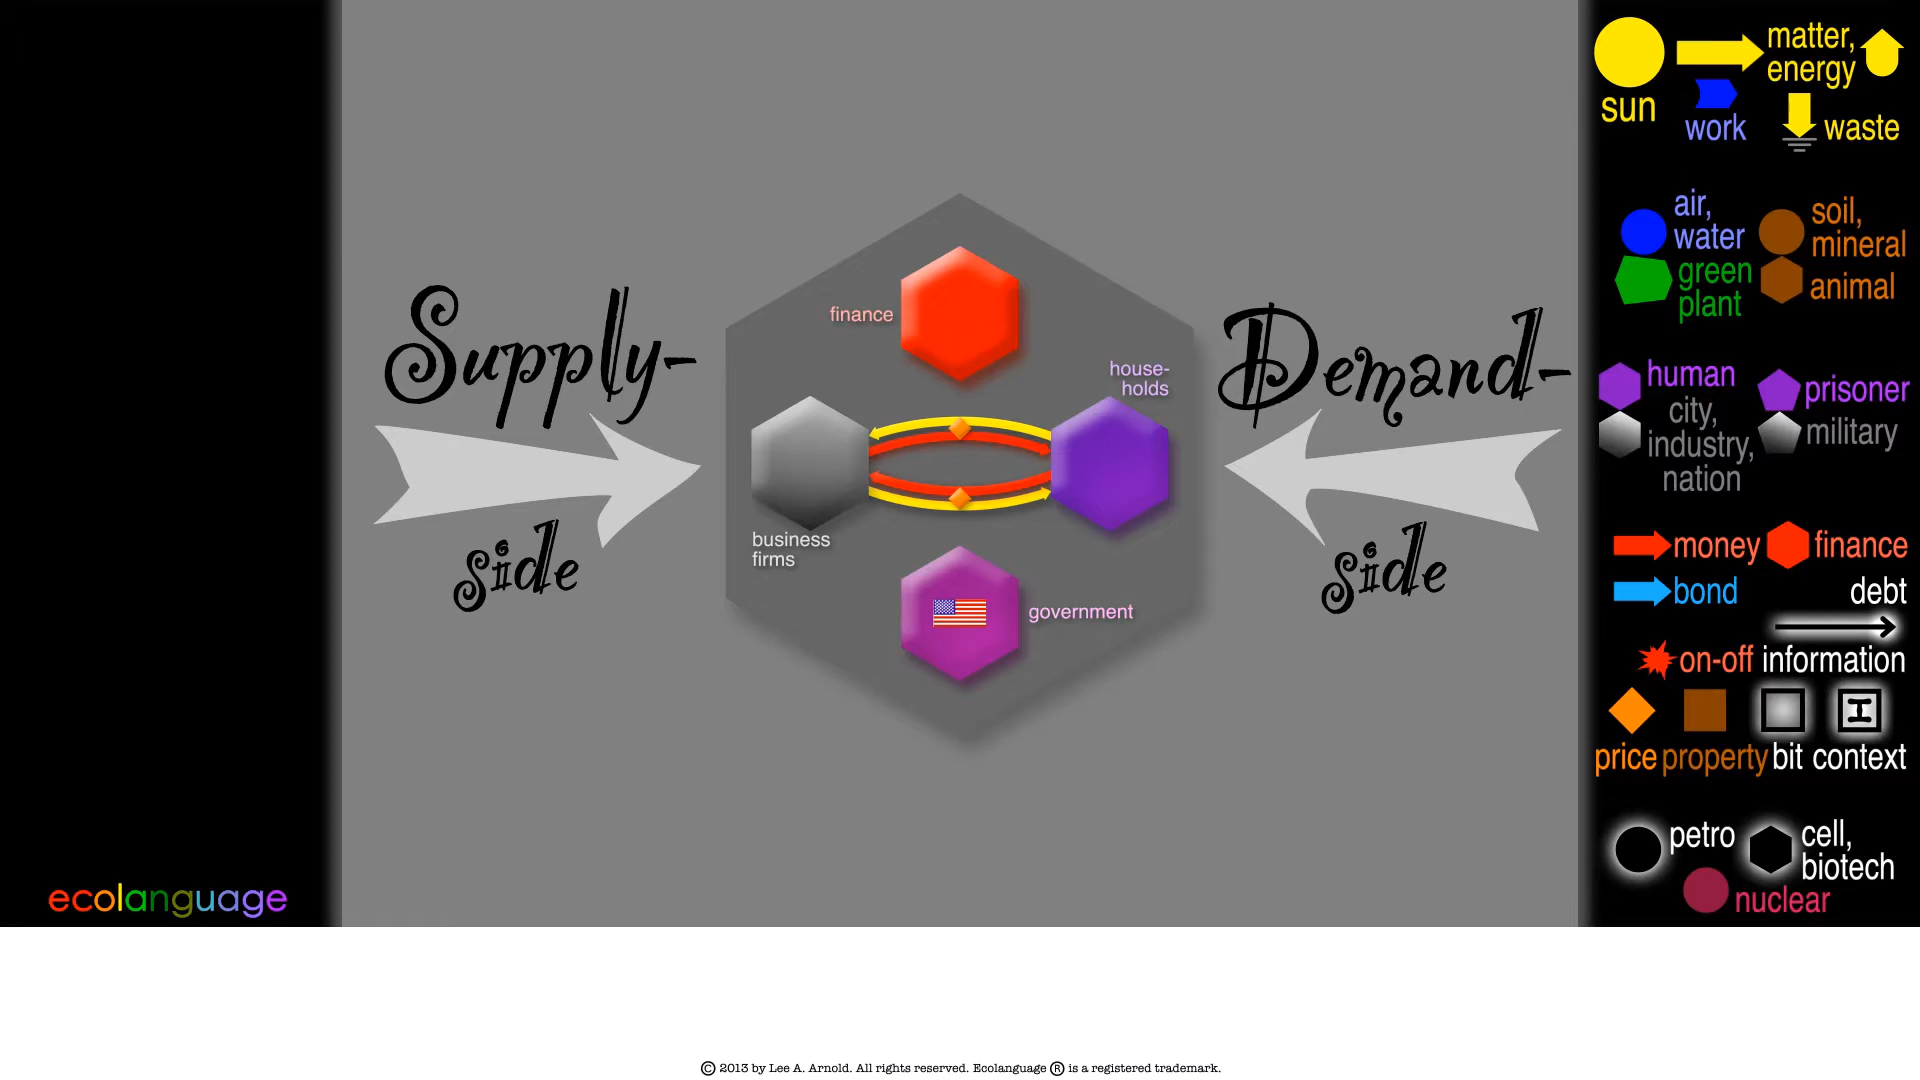 Supply-
side
finance
house-
holds
business
firms
government
Demand-
side
sun
matter,
energy
work
waste
air,
water
soil,
mineral
green
plant
animal
human
prisoner
city,
industry,
nation
military
money
finance
bond
debt
on-off
information
price
property
bit
context
petro
cell,
biotech
nuclear
ecolanguage
© 2013 by Lee A. Arnold. All rights reserved. Ecolanguage ® is a registered trademark.